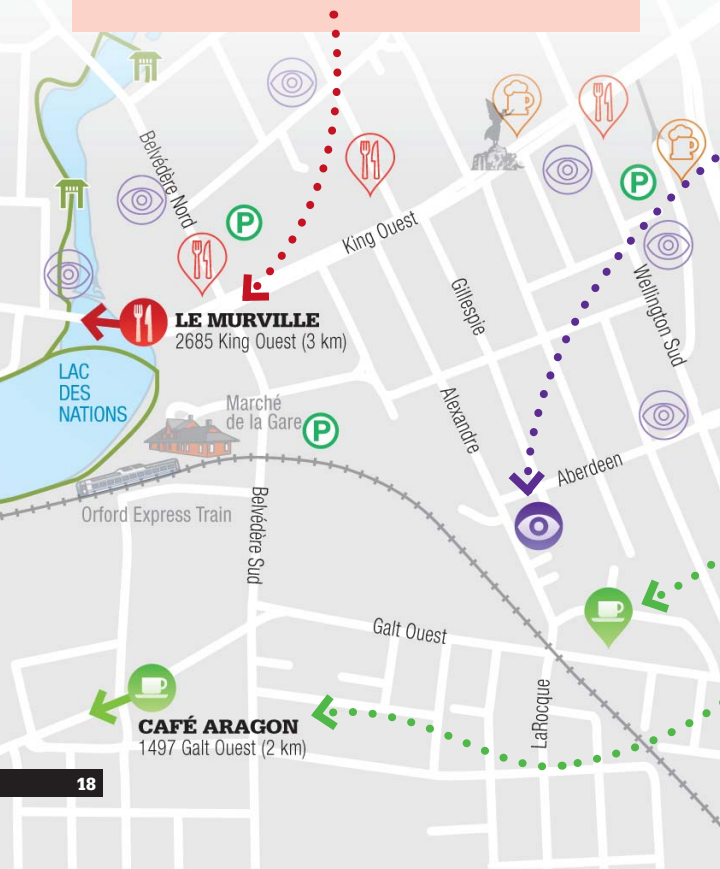 Belvédère Nord
P
P
King Ouest
Gillespie
Wellington Sud
LE MURVILLE
2685 King Ouest (3 km)
LAC
DES
NATIONS
Marché
de la Gare
P
Alexandre
Aberdeen
Orford Express Train
Belvédère Sud
Galt Ouest
LaRocque
CAFÉ ARAGON
1497 Galt Ouest (2 km)
18